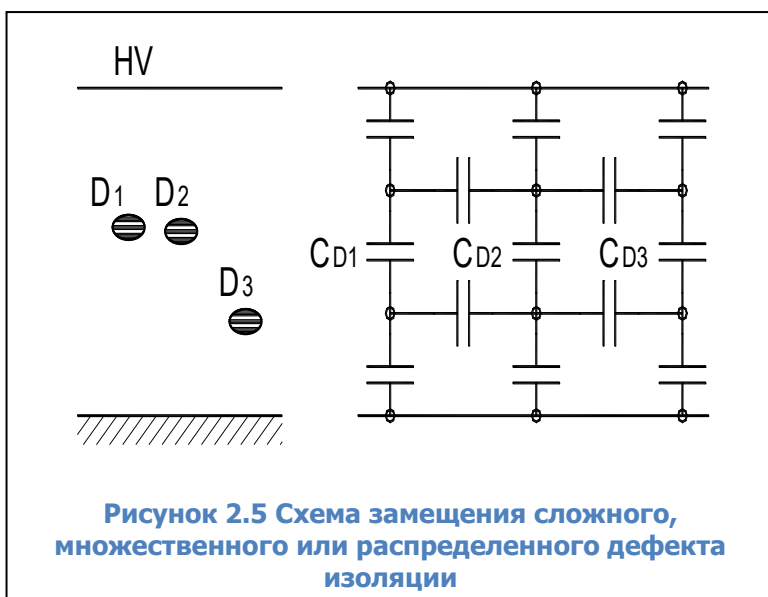 HV
D1 D2
D3
CD1 CD2 CD3
Рисунок 2.5 Схема замещения сложного,
множественного или распределенного дефекта
изоляции